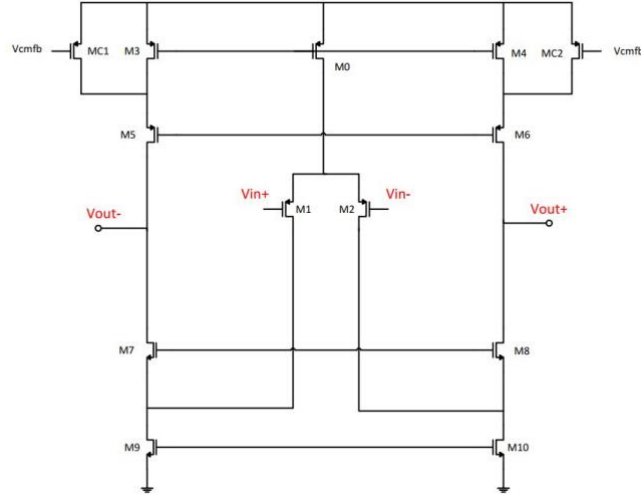 Vcmfb
MC1
M3
M0
M4
MC2
Vcmfb
M5
M6
Vin+
Vin-
M1
M2
Vout-
Vout+
M7
M8
M9
M10